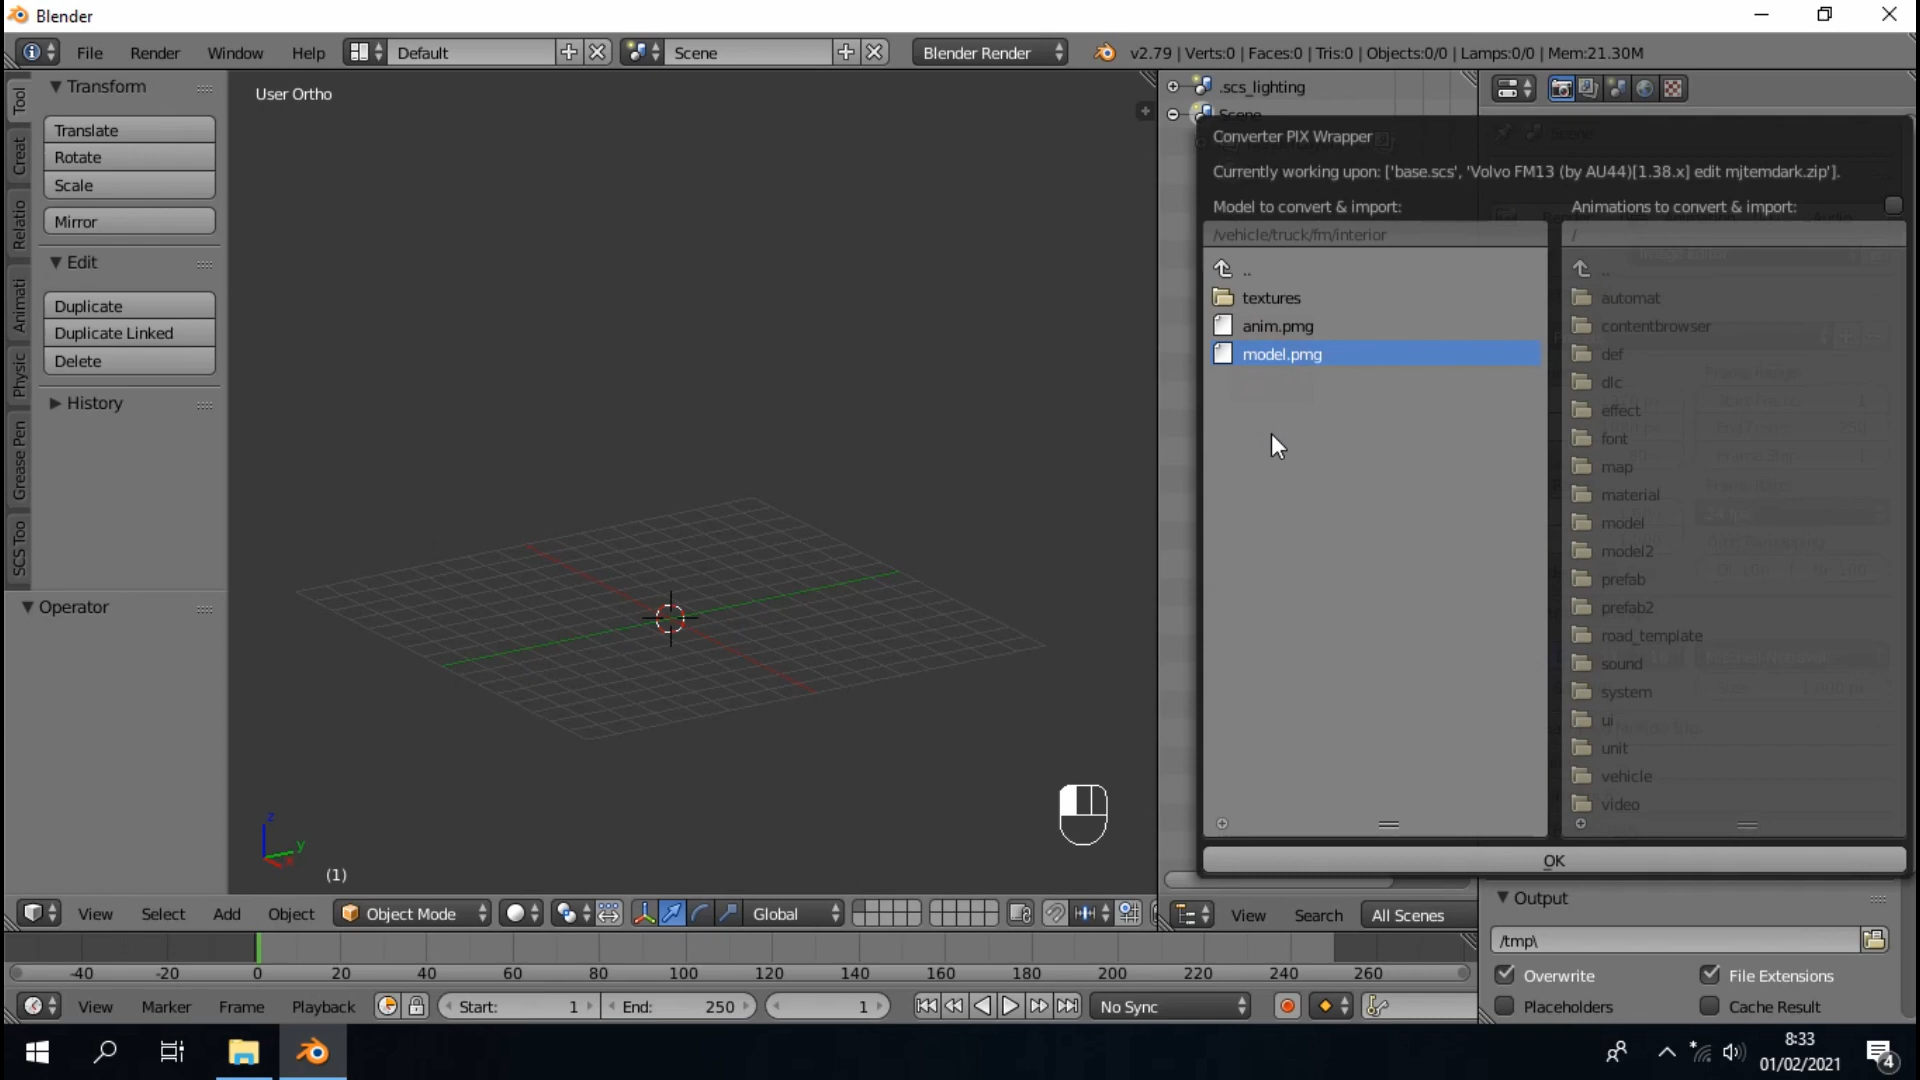 Blender
File Render Window Help Default Scene Blender Render v2.79 | Verts:0 | Faces:0 | Tris:0 | Objects:0/0 | Lamps:0/0 | Mem:21.30M
Tool
Creat
Relatio
Animati
Physic
Grease Pen
SCS Too
Transform
Translate
Rotate
Scale
Mirror
Edit
Duplicate
Duplicate Linked
Delete
History
Operator
User Ortho
z
y
x
(1)
.scs_lighting
Scene
Converter PIX Wrapper
Currently working upon: ['base.scs', 'Volvo FM13 (by AU44)[1.38.x] edit mjtemdark.zip'].
Model to convert & import:
/vehicle/truck/fm/interior
..
textures
anim.pmg
model.pmg
Animations to convert & import:
/
..
automat
contentbrowser
def
dlc
effect
font
map
material
model
model2
prefab
prefab2
road_template
sound
system
ui
unit
vehicle
video
OK
View Select Add Object Object Mode Global
View Search All Scenes
Output
/tmp\
Overwrite File Extensions
Placeholders Cache Result
-40 -20 0 20 40 60 80 100 120 140 160 180 200 220 240 260
View Marker Frame Playback Start: 1 End: 250 1 No Sync
8:33
01/02/2021
4